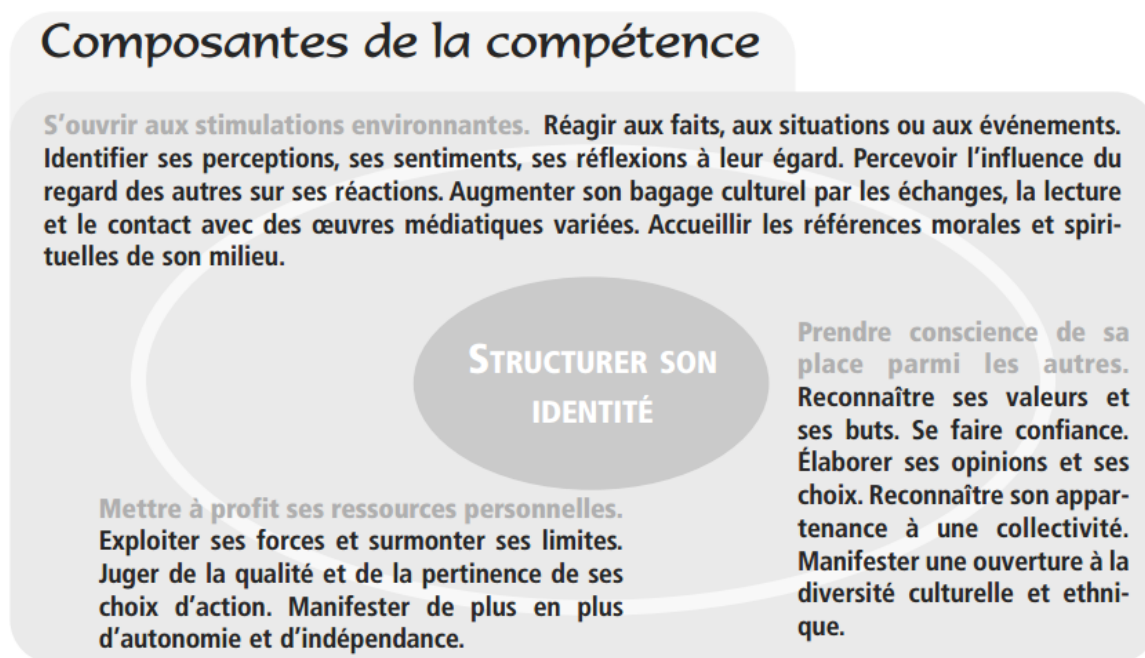 Composantes de la compétence
S'ouvrir aux stimulations environnantes. Réagir aux faits, aux situations ou aux événements.
Identifier ses perceptions, ses sentiments, ses réflexions à leur égard. Percevoir l'influence du
regard des autres sur ses réactions. Augmenter son bagage culturel par les échanges, la lecture
et le contact avec des œuvres médiatiques variées. Accueillir les références morales et spiri-
tuelles de son milieu.
STRUCTURER SON
IDENTITÉ
Prendre conscience de sa
place parmi les autres.
Reconnaître ses valeurs et
ses buts. Se faire confiance.
Élaborer ses opinions et ses
choix. Reconnaître son appar-
tenance à une collectivité.
Manifester une ouverture à la
diversité culturelle et ethni-
que.
Mettre à profit ses ressources personnelles.
Exploiter ses forces et surmonter ses limites.
Juger de la qualité et de la pertinence de ses
choix d'action. Manifester de plus en plus
d'autonomie et d'indépendance.